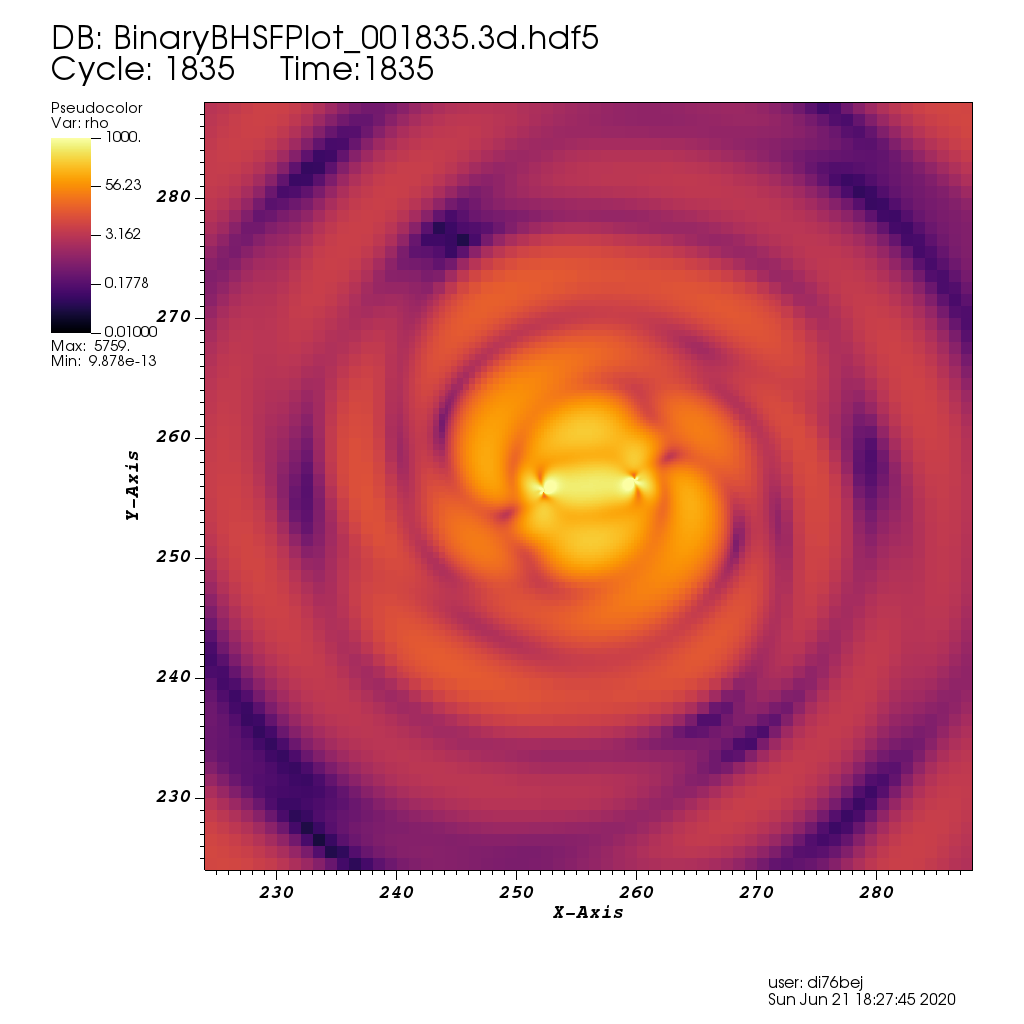 DB: BinaryBHSFPlot_001835.3d.hdf5
Cycle: 1835 Time:1835
Pseudocolor
Var: rho
1000.
56.23
3.162
0.1778
0.01000
Max: 5759.
Min: 9.878e-13
280
270
260
250
240
230
Y-Axis
230 240 250 260 270 280
X-Axis
user: di76bej
Sun Jun 21 18:27:45 2020